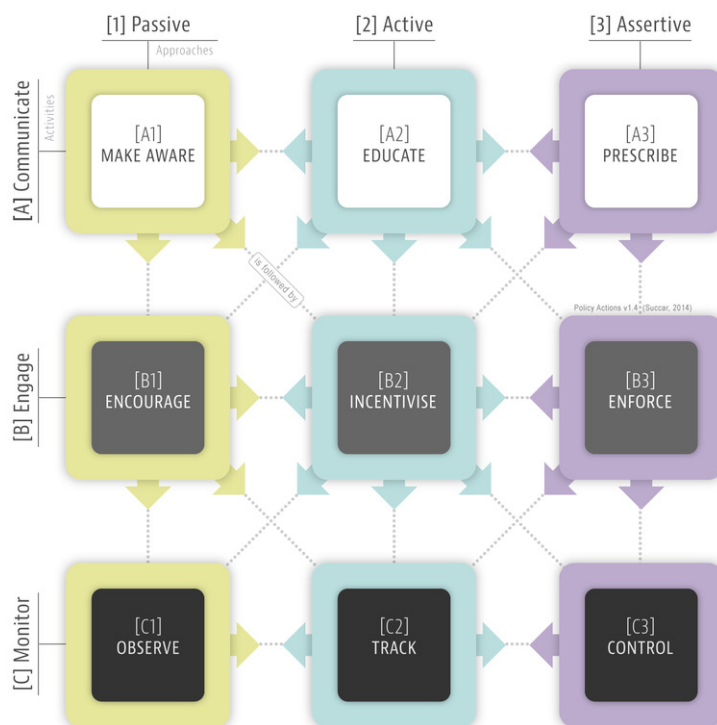 [1] Passive
[2] Active
[3] Assertive
Approaches
Activities
[A] Communicate
[A1]
MAKE AWARE
[A2]
EDUCATE
[A3]
PRESCRIBE
is followed by
Policy Actions v1.4 (Succar, 2014)
[B] Engage
[B1]
ENCOURAGE
[B2]
INCENTIVISE
[B3]
ENFORCE
[C] Monitor
[C1]
OBSERVE
[C2]
TRACK
[C3]
CONTROL